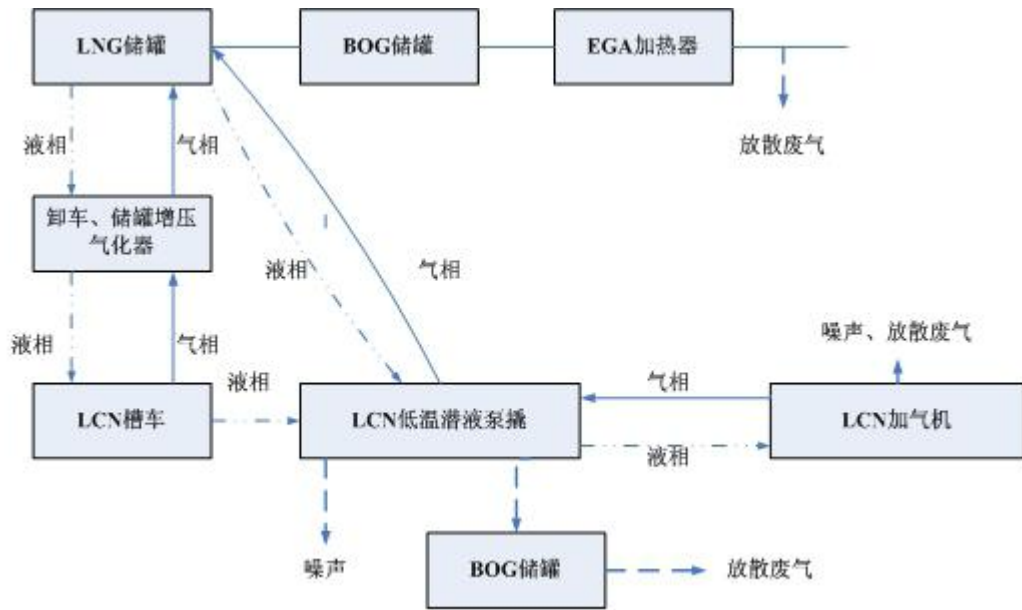 LNG储罐
BOG储罐
EGA加热器
放散废气
液相
气相
卸车、储罐增压
气化器
液相
气相
液相
气相
液相
噪声、放散废气
气相
LCN槽车
LCN低温潜液泵撬
LCN加气机
液相
噪声
BOG储罐
放散废气